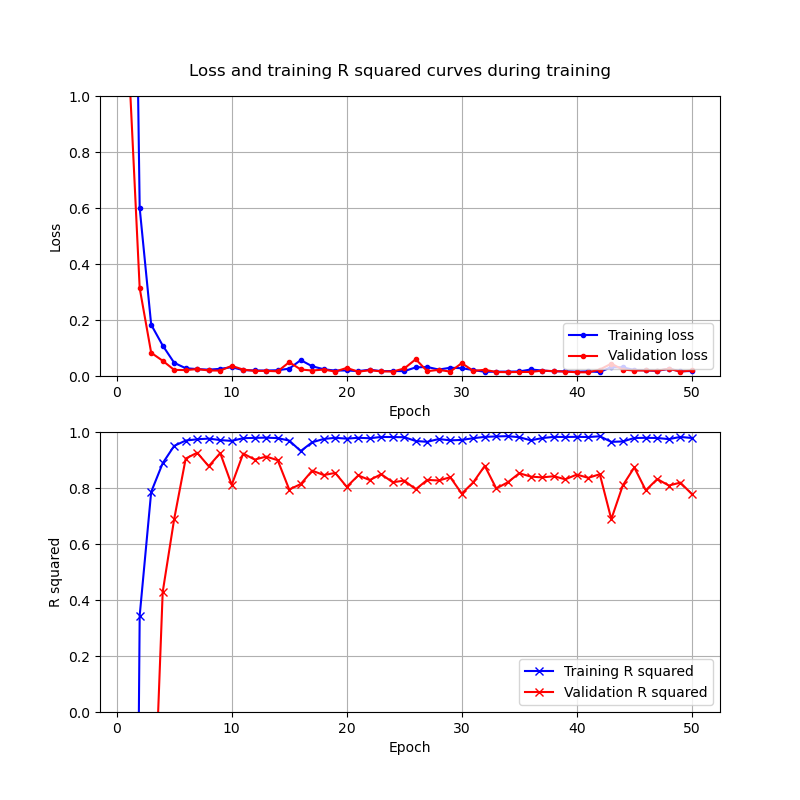 Loss and training R squared curves during training
1.0
0.8
0.6
0.4
0.2
0.0
Loss
0 10 20 30 40 50
Epoch
Training loss
Validation loss
1.0
0.8
0.6
0.4
0.2
0.0
R squared
0 10 20 30 40 50
Epoch
Training R squared
Validation R squared